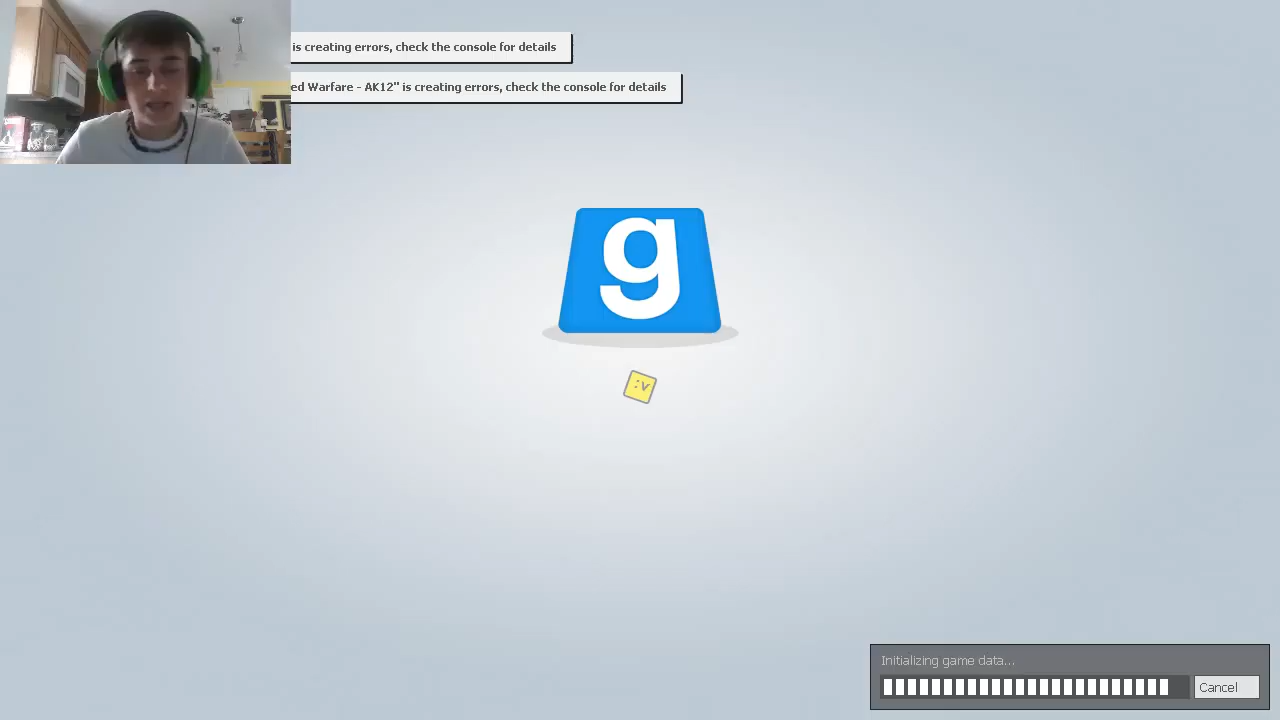 is creating errors, check the console for details
ed Warfare - AK12" is creating errors, check the console for details
g
:v
Initializing game data...
Cancel